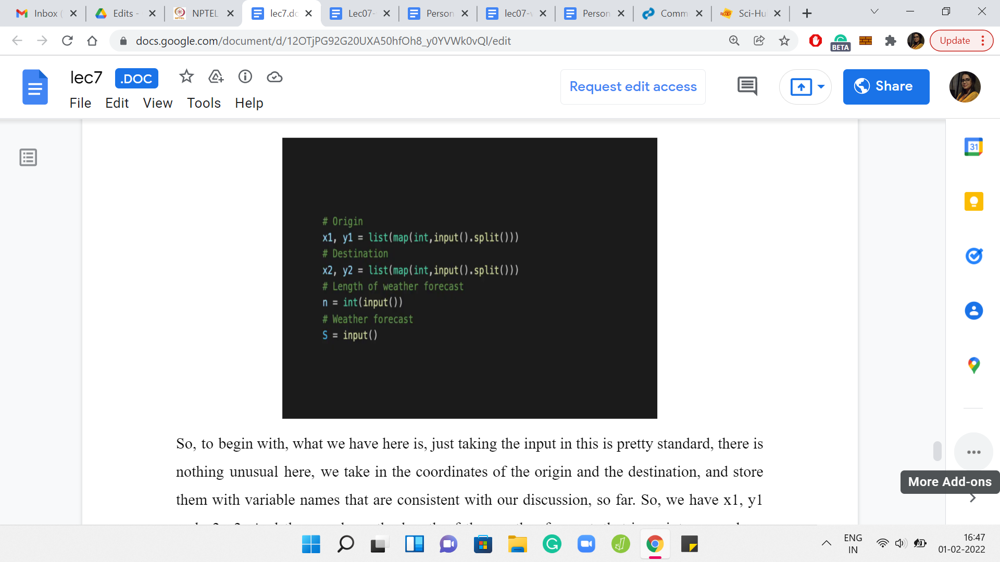 Inbox (
Edits -
NPTEL
lec7.dc
Lec07-
Person
lec07-v
Person
Comm
Sci-Hu
docs.google.com/document/d/12OTjPG92G20UXA50hfOh8_y0YVWk0vQl/edit
BETA
Update
lec7
.DOC
Request edit access
Share
File Edit View Tools Help
31
# Origin
x1, y1 = list(map(int,input().split()))
# Destination
x2, y2 = list(map(int,input().split()))
# Length of weather forecast
n = int(input())
# Weather forecast
S = input()
So, to begin with, what we have here is, just taking the input in this is pretty standard, there is
nothing unusual here, we take in the coordinates of the origin and the destination, and store
them with variable names that are consistent with our discussion, so far. So, we have x1, y1
More Add-ons
ENG
IN
16:47
01-02-2022